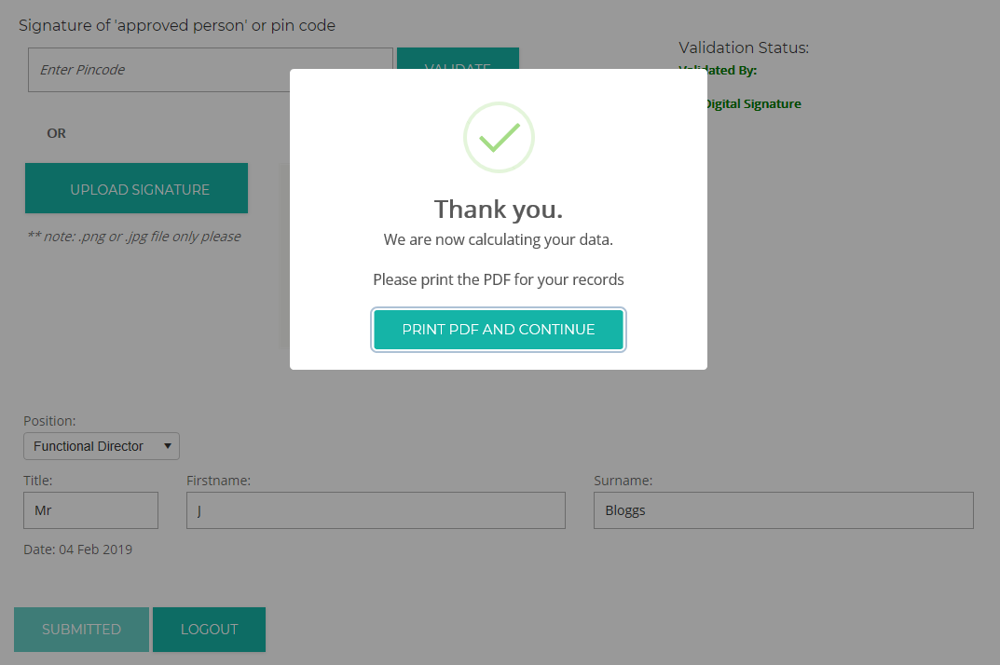 Signature of 'approved person' or pin code
Enter Pincode
VALIDATE
Validation Status:
Validated By:
Digital Signature
OR
UPLOAD SIGNATURE
** note: .png or .jpg file only please
Thank you.
We are now calculating your data.
Please print the PDF for your records
PRINT PDF AND CONTINUE
Position:
Functional Director
Title:
Firstname:
Surname:
Mr
J
Bloggs
Date: 04 Feb 2019
SUBMITTED
LOGOUT